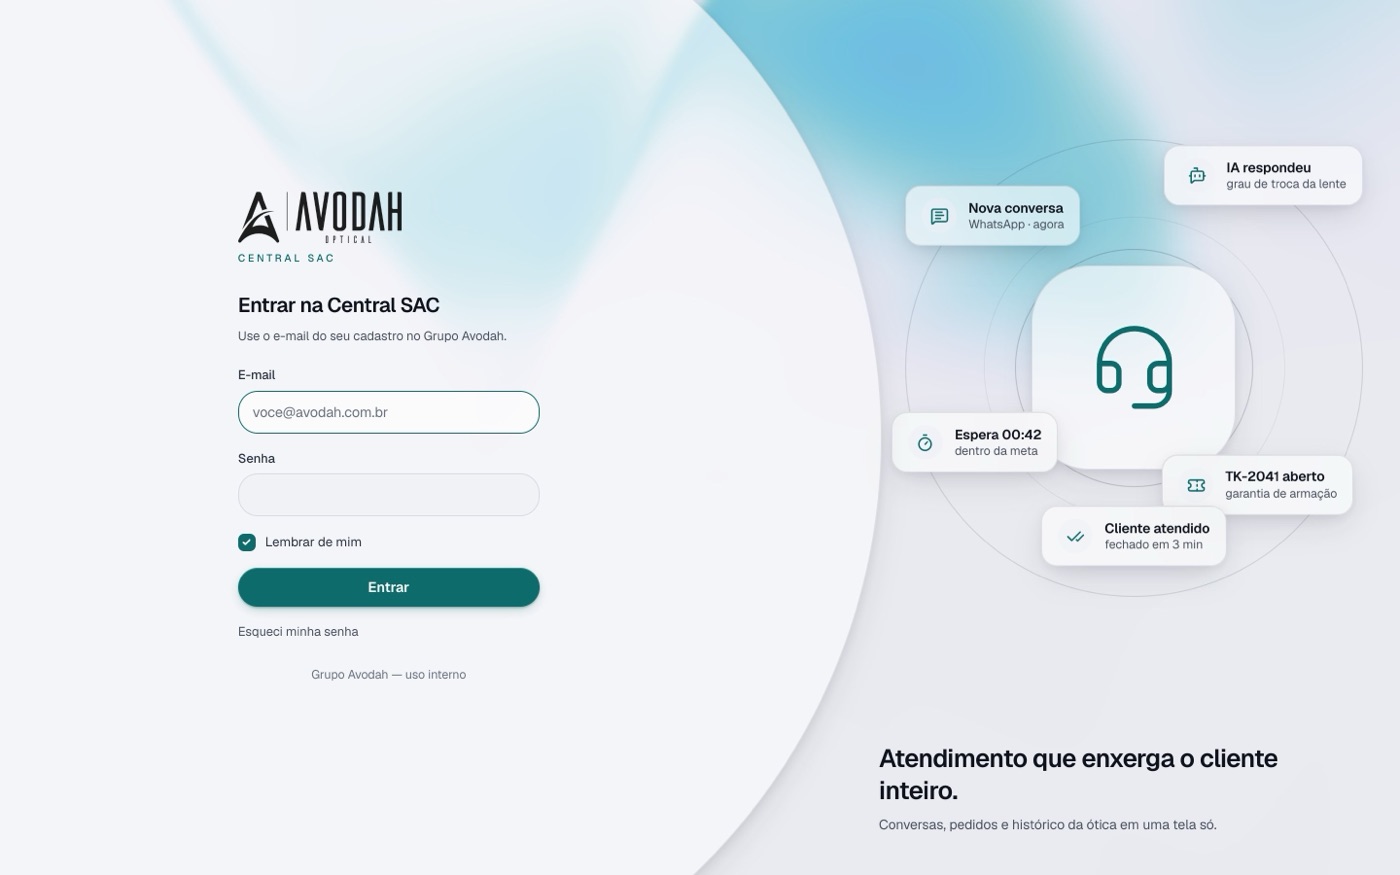 AVODAH
OPTICAL
CENTRAL SAC
Entrar na Central SAC
Use o e-mail do seu cadastro no Grupo Avodah.
E-mail
voce@avodah.com.br
Senha
Lembrar de mim
Entrar
Esqueci minha senha
Grupo Avodah — uso interno
IA respondeu
grau de troca da lente
Nova conversa
WhatsApp · agora
Espera 00:42
dentro da meta
TK-2041 aberto
garantia de armação
Cliente atendido
fechado em 3 min
Atendimento que enxerga o cliente
inteiro.
Conversas, pedidos e histórico da ótica em uma tela só.